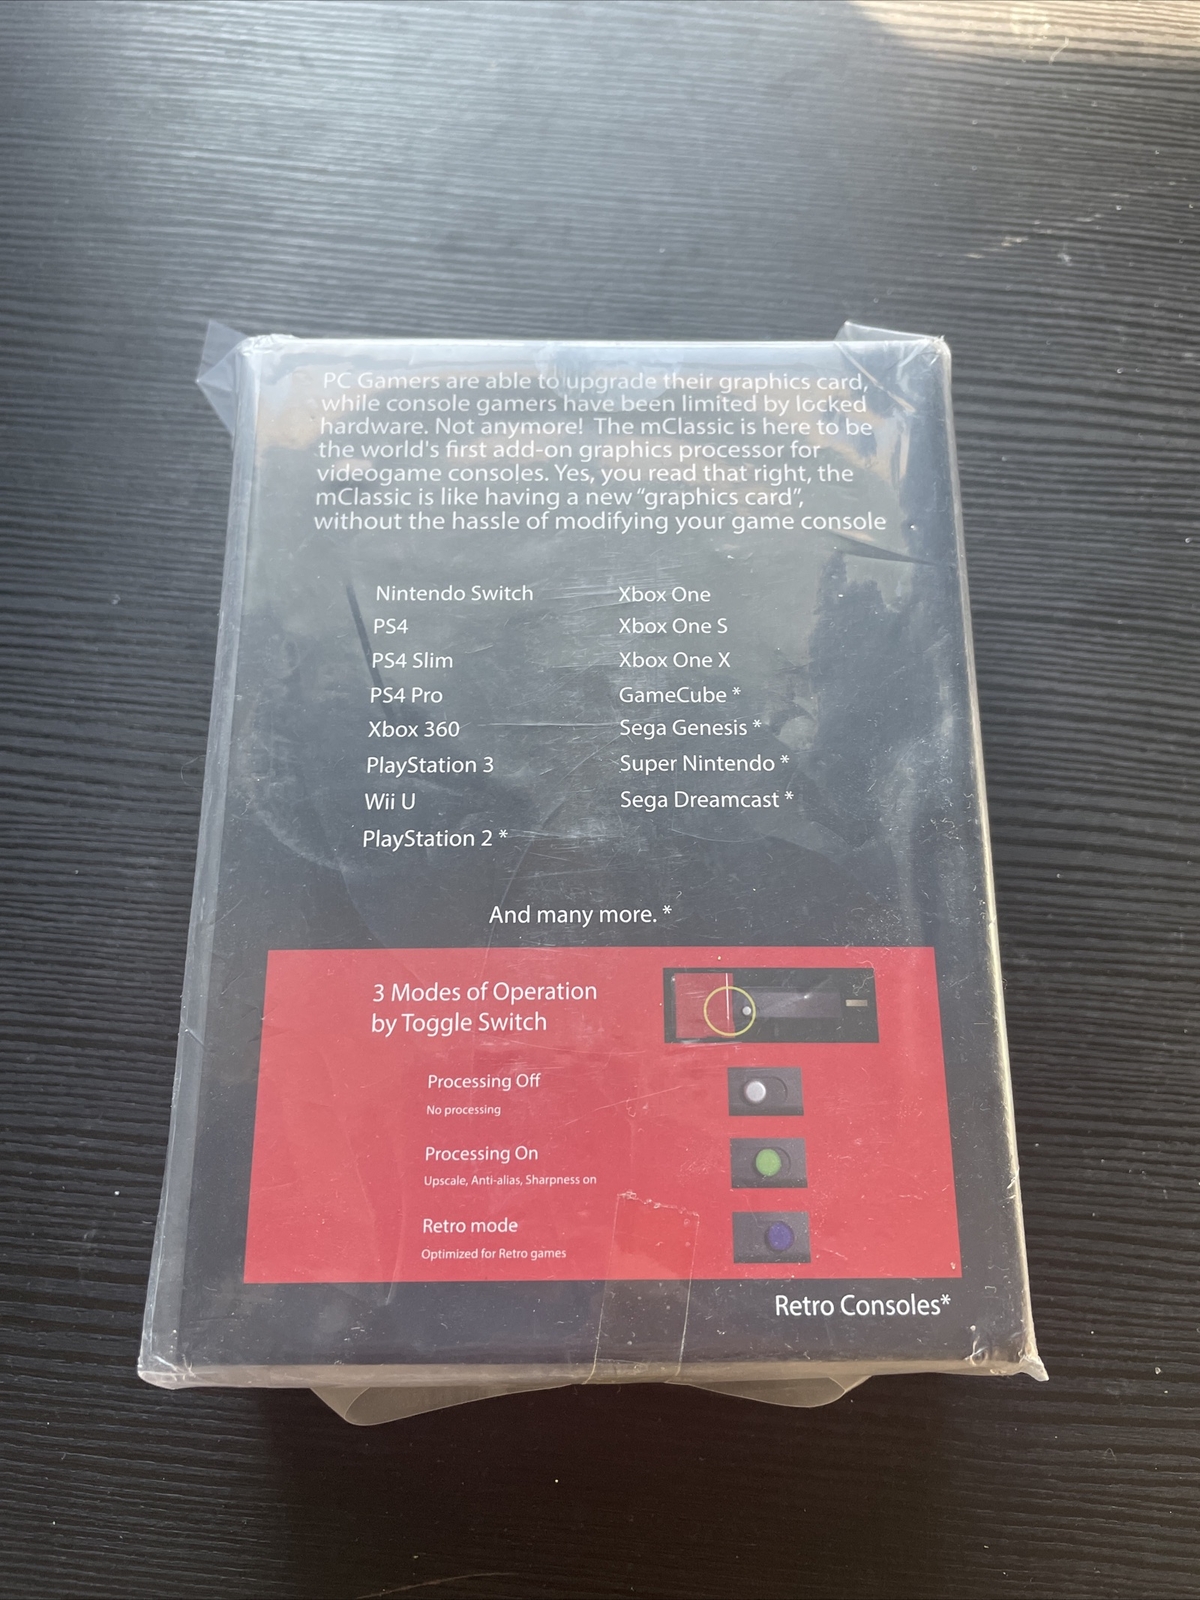 PC Gamers are able to upgrade their graphics card,
while console gamers have been limited by locked
hardware. Not anymore! The mClassic is here to be
the world's first add-on graphics processor for
videogame consoles. Yes, you read that right, the
mClassic is like having a new “graphics card”,
without the hassle of modifying your game console
Nintendo Switch
PS4
PS4 Slim
PS4 Pro
Xbox 360
PlayStation 3
Wii U
PlayStation 2 *
Xbox One
Xbox One S
Xbox One X
GameCube *
Sega Genesis *
Super Nintendo *
Sega Dreamcast *
And many more. *
3 Modes of Operation
by Toggle Switch
Processing Off
No processing
Processing On
Upscale, Anti-alias, Sharpness on
Retro mode
Optimized for Retro games
Retro Consoles*